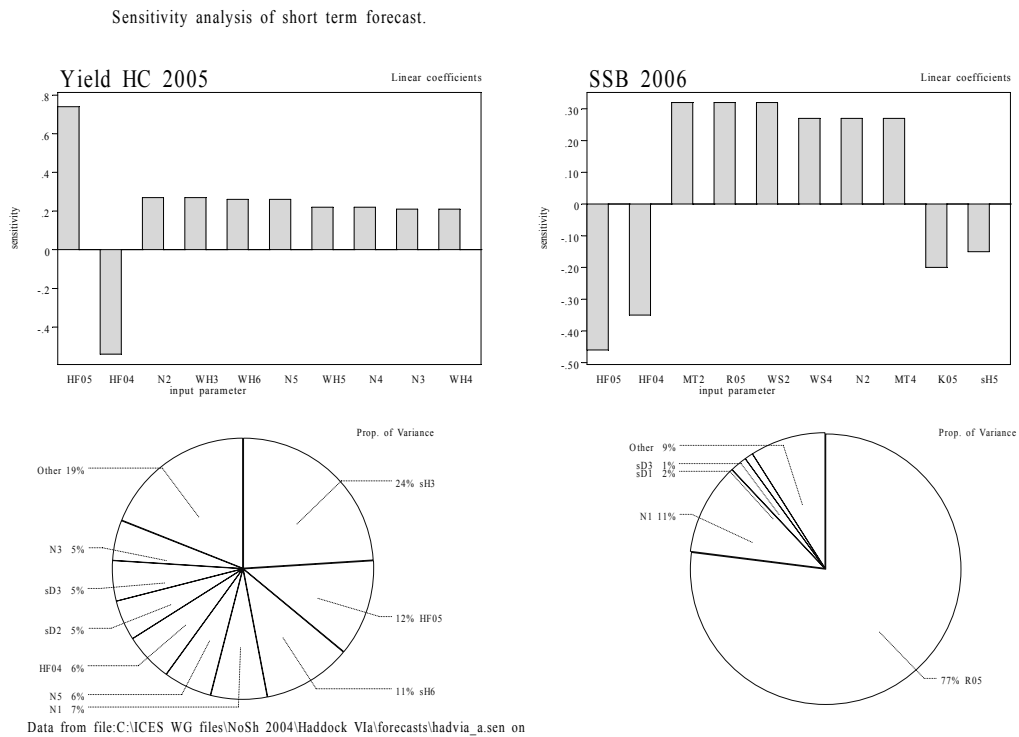 Sensitivity analysis of short term forecast.
Yield HC 2005
Linear coefficients
.8
.6
.4
.2
0
-.2
-.4
sensitivity
HF05 HF04 N2 WH3 WH6 N5 WH5 N4 N3 WH4
input parameter
SSB 2006
Linear coefficients
.30
.20
.10
0
-.10
-.20
-.30
-.40
-.50
sensitivity
HF05 HF04 MT2 R05 WS2 WS4 N2 MT4 K05 sH5
input parameter
Prop. of Variance
Other 19%
24% sH3
N3 5%
sD3 5%
12% HF05
sD2 5%
HF04 6%
11% sH6
N5 6%
N1 7%
Prop. of Variance
Other 9%
sD3 1%
sD1 2%
N1 11%
77% R05
Data from file:C:\ICES WG files\NoSh 2004\Haddock VIa\forecasts\hadvia_a.sen on